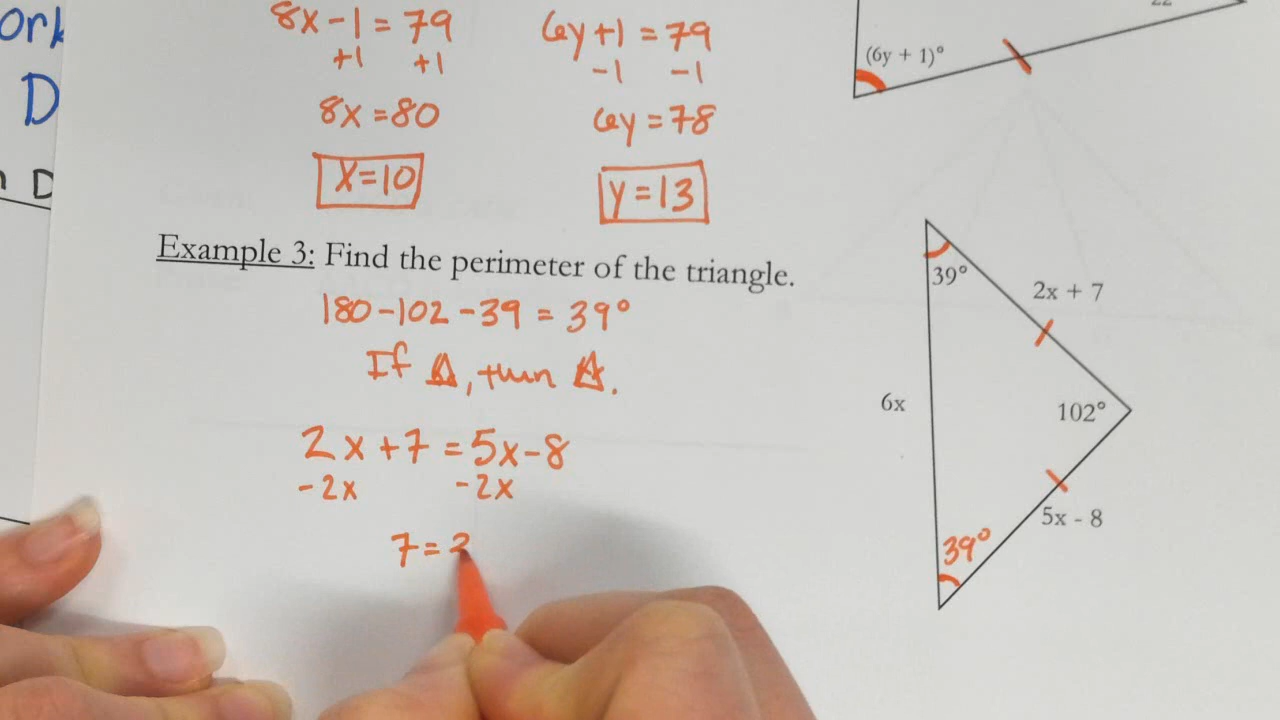 ork
D
n D
8x-1 = 79
+1 +1
8x = 80
x=10
6y+1 = 79
-1 -1
6y = 78
y = 13
(6y + 1)°
22
Example 3: Find the perimeter of the triangle.
180-102-39 = 39°
If △, then △.
2x+7 = 5x-8
-2x -2x
7 = 3
39°
2x + 7
6x
102°
5x - 8
39°